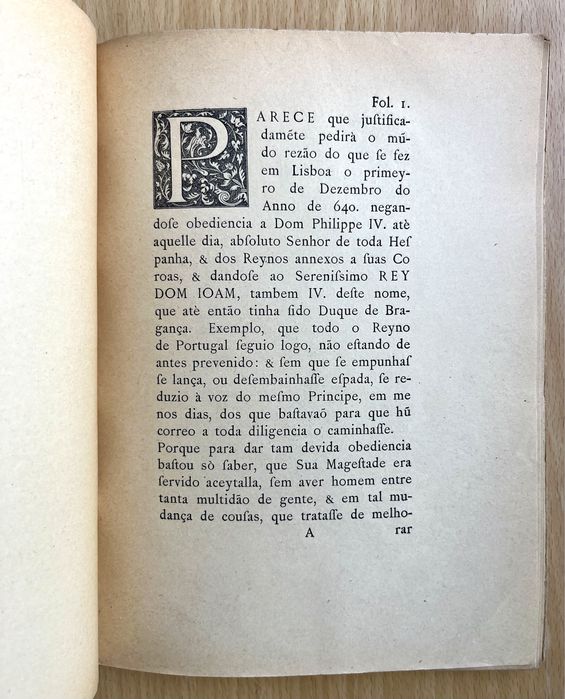 Fol. 1.
PARECE que juſtifica-
damẽte pedirà o mũ-
do rezão do que ſe fez
em Lisboa o primey-
ro de Dezembro do
Anno de 640. negan-
doſe obediencia a Dom Philippe IV. atè
aquelle dia, abſoluto Senhor de toda Heſ
panha, & dos Reynos annexos a ſuas Co
roas, & dandoſe ao Sereniſſimo REY
DOM IOAM, tambem IV. deſte nome,
que atè então tinha ſido Duque de Bra-
gança. Exemplo, que todo o Reyno
de Portugal ſeguio logo, não eſtando de
antes prevenido: & ſem que ſe empunhaſ
ſe lança, ou deſembainhaſſe eſpada, ſe re-
duzio à voz do meſmo Principe, em me
nos dias, dos que baſtavaõ para que hũ
correo a toda diligencia o caminhaſſe.
Porque para dar tam devida obediencia
baſtou sò ſaber, que Sua Mageſtade era
ſervido aceytalla, ſem aver homem entre
tanta multidão de gente, & em tal mu-
dança de couſas, que trataſſe de melho-
A rar